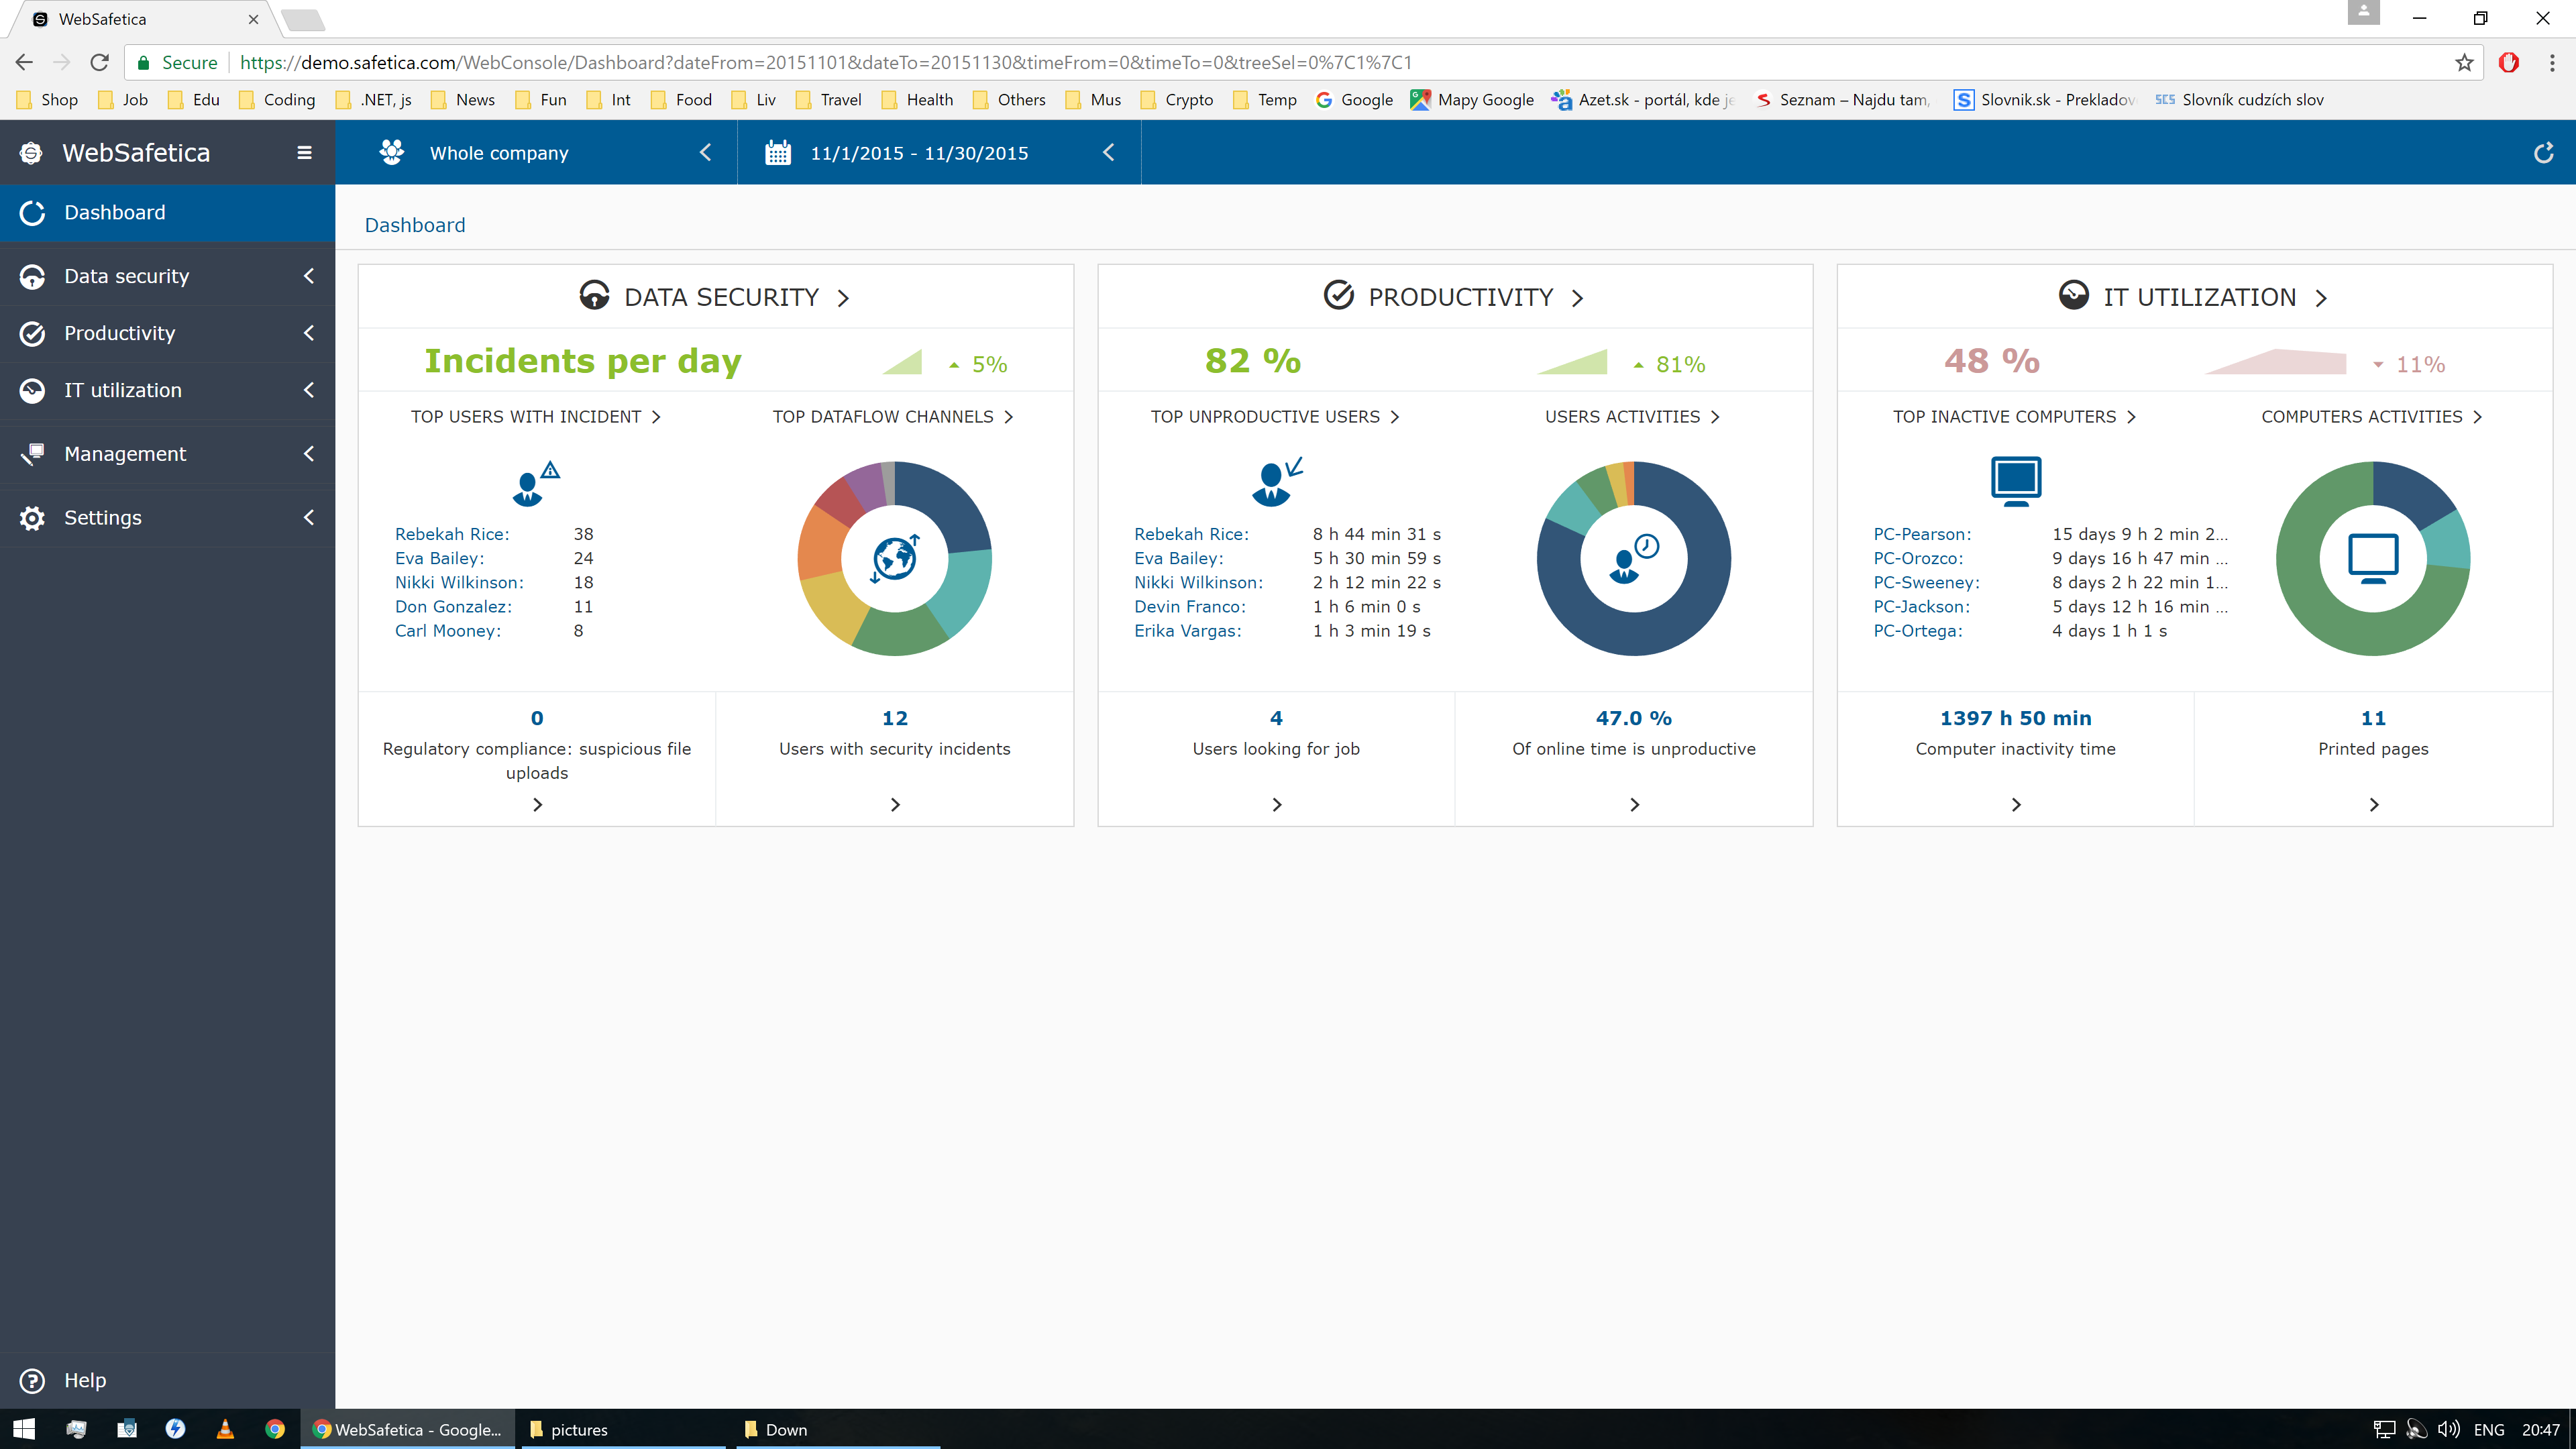 WebSafetica
Secure https://demo.safetica.com/WebConsole/Dashboard?dateFrom=20151101&dateTo=20151130&timeFrom=0&timeTo=0&treeSel=0%7C1%7C1
Shop Job Edu Coding .NET, js News Fun Int Food Liv Travel Health Others Mus Crypto Temp Google Mapy Google Azet.sk - portál, kde je Seznam – Najdu tam, Slovnik.sk - Prekladov SCS Slovník cudzích slov
WebSafetica
Whole company
11/1/2015 - 11/30/2015
Dashboard
Data security
Productivity
IT utilization
Management
Settings
Help
Dashboard
DATA SECURITY
Incidents per day 5%
TOP USERS WITH INCIDENT
Rebekah Rice: 38
Eva Bailey: 24
Nikki Wilkinson: 18
Don Gonzalez: 11
Carl Mooney: 8
TOP DATAFLOW CHANNELS
0
Regulatory compliance: suspicious file
uploads
12
Users with security incidents
PRODUCTIVITY
82 % 81%
TOP UNPRODUCTIVE USERS
Rebekah Rice: 8 h 44 min 31 s
Eva Bailey: 5 h 30 min 59 s
Nikki Wilkinson: 2 h 12 min 22 s
Devin Franco: 1 h 6 min 0 s
Erika Vargas: 1 h 3 min 19 s
USERS ACTIVITIES
4
Users looking for job
47.0 %
Of online time is unproductive
IT UTILIZATION
48 % 11%
TOP INACTIVE COMPUTERS
PC-Pearson: 15 days 9 h 2 min 2...
PC-Orozco: 9 days 16 h 47 min ...
PC-Sweeney: 8 days 2 h 22 min 1...
PC-Jackson: 5 days 12 h 16 min ...
PC-Ortega: 4 days 1 h 1 s
COMPUTERS ACTIVITIES
1397 h 50 min
Computer inactivity time
11
Printed pages
WebSafetica - Google... pictures Down ENG 20:47